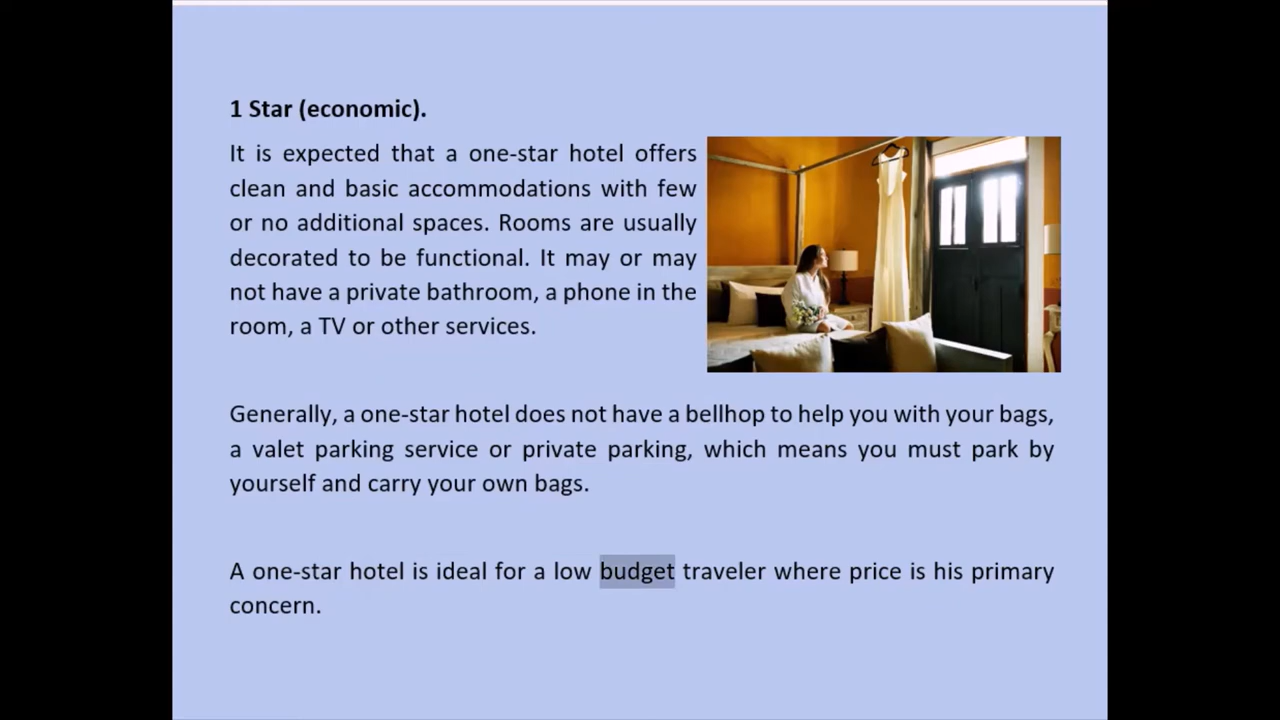 1 Star (economic).
It is expected that a one-star hotel offers
clean and basic accommodations with few
or no additional spaces. Rooms are usually
decorated to be functional. It may or may
not have a private bathroom, a phone in the
room, a TV or other services.
Generally, a one-star hotel does not have a bellhop to help you with your bags,
a valet parking service or private parking, which means you must park by
yourself and carry your own bags.
A one-star hotel is ideal for a low budget traveler where price is his primary
concern.